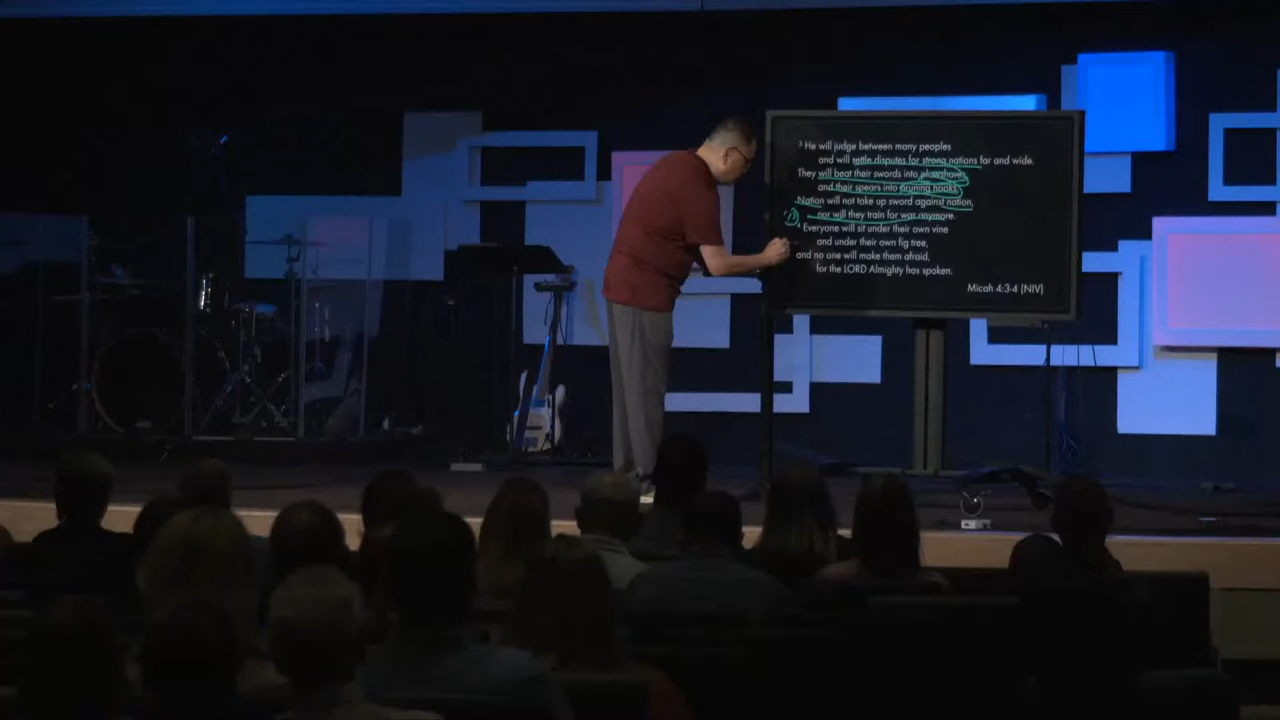 3 He will judge between many peoples
and will settle disputes for strong nations far and wide.
They will beat their swords into plowshares
and their spears into pruning hooks.
Nation will not take up sword against nation,
nor will they train for war anymore.
4 Everyone will sit under their own vine
and under their own fig tree,
and no one will make them afraid,
for the LORD Almighty has spoken.
Micah 4:3-4 (NIV)